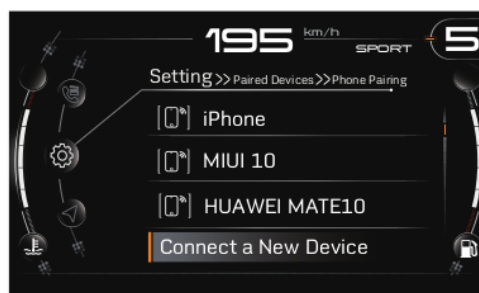 195 km/h
SPORT
5
Setting>>Paired Devices>>Phone Pairing
iPhone
MIUI 10
HUAWEI MATE10
Connect a New Device